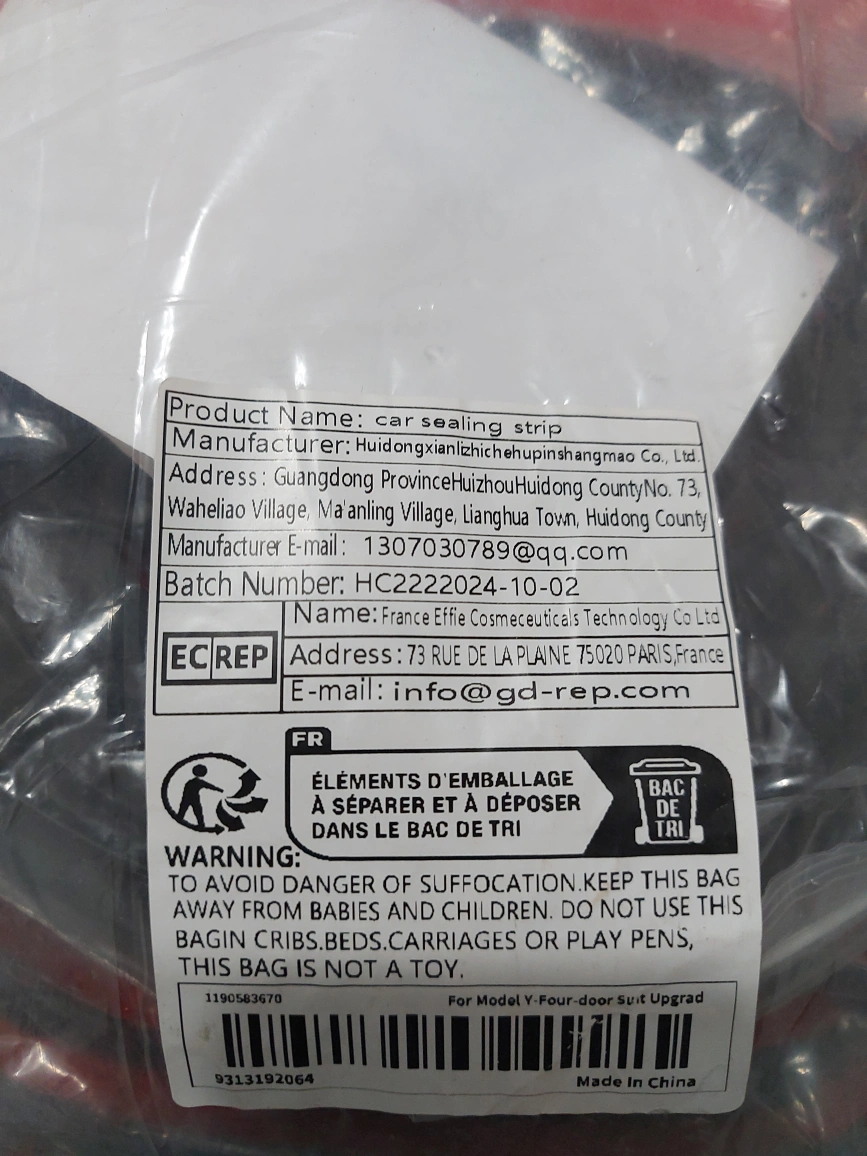 Product Name: car sealing strip
Manufacturer: Huidongxianlizhichehupinshangmao Co., Ltd.
Address: Guangdong ProvinceHuizhouHuidong CountyNo. 73,
Waheliao Village, Ma'anling Village, Lianghua Town, Huidong County
Manufacturer E-mail: 1307030789@qq.com
Batch Number: HC2222024-10-02
EC REP
Name: France Effie Cosmeceuticals Technology Co Ltd
Address: 73 RUE DE LA PLAINE 75020 PARIS,France
E-mail: info@gd-rep.com
FR
ÉLÉMENTS D'EMBALLAGE
À SÉPARER ET À DÉPOSER
DANS LE BAC DE TRI
BAC
DE
TRI
WARNING:
TO AVOID DANGER OF SUFFOCATION.KEEP THIS BAG
AWAY FROM BABIES AND CHILDREN. DO NOT USE THIS
BAGIN CRIBS.BEDS.CARRIAGES OR PLAY PENS,
THIS BAG IS NOT A TOY.
1190583670
For Model Y-Four-door Suit Upgrad
9313192064
Made In China